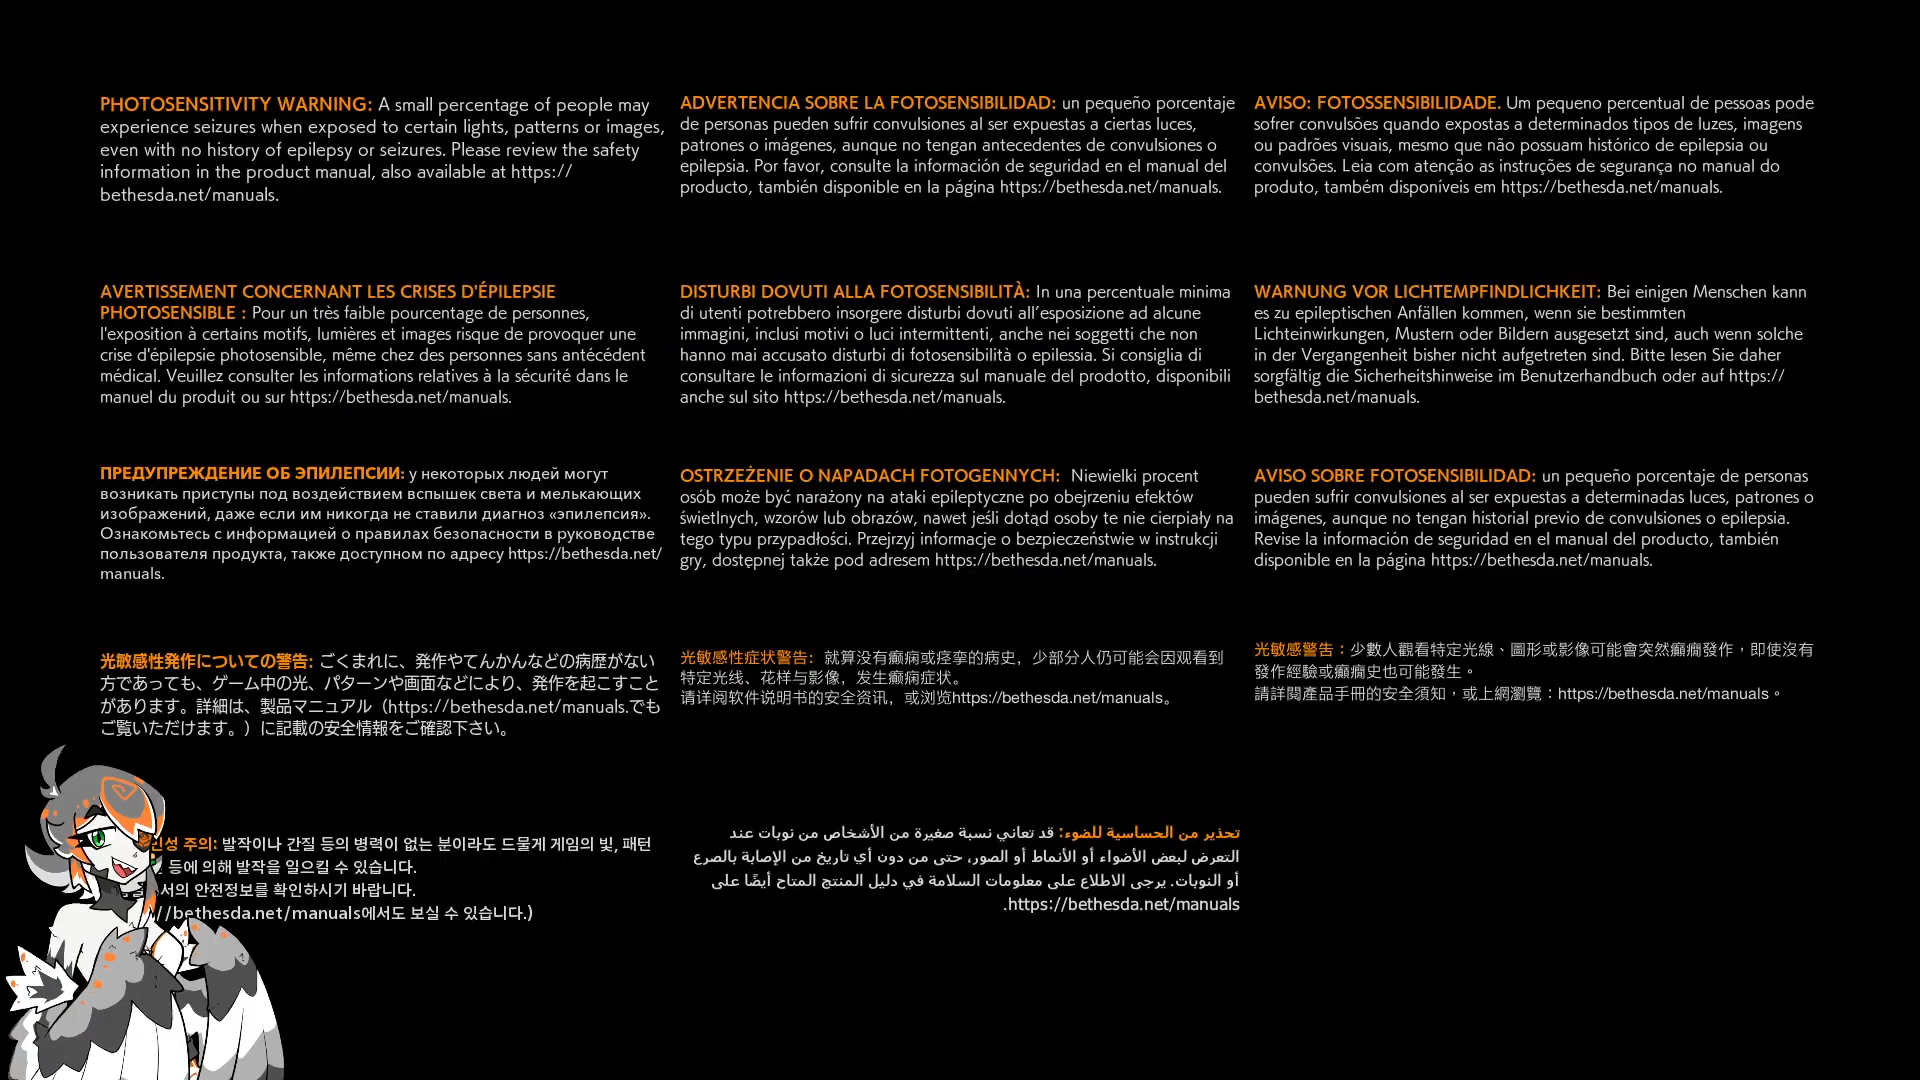 PHOTOSENSITIVITY WARNING: A small percentage of people may
experience seizures when exposed to certain lights, patterns or images,
even with no history of epilepsy or seizures. Please review the safety
information in the product manual, also available at https://
bethesda.net/manuals.
ADVERTENCIA SOBRE LA FOTOSENSIBILIDAD: un pequeño porcentaje
de personas pueden sufrir convulsiones al ser expuestas a ciertas luces,
patrones o imágenes, aunque no tengan antecedentes de convulsiones o
epilepsia. Por favor, consulte la información de seguridad en el manual del
producto, también disponible en la página https://bethesda.net/manuals.
AVISO: FOTOSSENSIBILIDADE. Um pequeno percentual de pessoas pode
sofrer convulsões quando expostas a determinados tipos de luzes, imagens
ou padrões visuais, mesmo que não possuam histórico de epilepsia ou
convulsões. Leia com atenção as instruções de segurança no manual do
produto, também disponíveis em https://bethesda.net/manuals.
AVERTISSEMENT CONCERNANT LES CRISES D'ÉPILEPSIE
PHOTOSENSIBLE : Pour un très faible pourcentage de personnes,
l'exposition à certains motifs, lumières et images risque de provoquer une
crise d'épilepsie photosensible, même chez des personnes sans antécédent
médical. Veuillez consulter les informations relatives à la sécurité dans le
manuel du produit ou sur https://bethesda.net/manuals.
DISTURBI DOVUTI ALLA FOTOSENSIBILITÀ: In una percentuale minima
di utenti potrebbero insorgere disturbi dovuti all’esposizione ad alcune
immagini, inclusi motivi o luci intermittenti, anche nei soggetti che non
hanno mai accusato disturbi di fotosensibilità o epilessia. Si consiglia di
consultare le informazioni di sicurezza sul manuale del prodotto, disponibili
anche sul sito https://bethesda.net/manuals.
WARNUNG VOR LICHTEMPFINDLICHKEIT: Bei einigen Menschen kann
es zu epileptischen Anfällen kommen, wenn sie bestimmten
Lichteinwirkungen, Mustern oder Bildern ausgesetzt sind, auch wenn solche
in der Vergangenheit bisher nicht aufgetreten sind. Bitte lesen Sie daher
sorgfältig die Sicherheitshinweise im Benutzerhandbuch oder auf https://
bethesda.net/manuals.
ПРЕДУПРЕЖДЕНИЕ ОБ ЭПИЛЕПСИИ: у некоторых людей могут
возникать приступы под воздействием вспышек света и мелькающих
изображений, даже если им никогда не ставили диагноз «эпилепсия».
Ознакомьтесь с информацией о правилах безопасности в руководстве
пользователя продукта, также доступном по адресу https://bethesda.net/
manuals.
OSTRZEŻENIE O NAPADACH FOTOGENNYCH: Niewielki procent
osób może być narażony na ataki epileptyczne po obejrzeniu efektów
świetlnych, wzorów lub obrazów, nawet jeśli dotąd osoby te nie cierpiały na
tego typu przypadłości. Przejrzyj informacje o bezpieczeństwie w instrukcji
gry, dostępnej także pod adresem https://bethesda.net/manuals.
AVISO SOBRE FOTOSENSIBILIDAD: un pequeño porcentaje de personas
pueden sufrir convulsiones al ser expuestas a determinadas luces, patrones o
imágenes, aunque no tengan historial previo de convulsiones o epilepsia.
Revise la información de seguridad en el manual del producto, también
disponible en la página https://bethesda.net/manuals.
光敏感性発作についての警告: ごくまれに、発作やてんかんなどの病歴がない
方であっても、ゲーム中の光、パターンや画面などにより、発作を起こすこと
があります。詳細は、製品マニュアル（https://bethesda.net/manuals.でも
ご覧いただけます。）に記載の安全情報をご確認下さい。
光敏感性症状警告：就算没有癫痫或痉挛的病史，少部分人仍可能会因观看到
特定光线、花样与影像，发生癫痫症状。
请详阅软件说明书的安全资讯，或浏览https://bethesda.net/manuals。
光敏感警告：少數人觀看特定光線、圖形或影像可能會突然癲癇發作，即使沒有
發作經驗或癲癇史也可能發生。
請詳閱產品手冊的安全須知，或上網瀏覽：https://bethesda.net/manuals。
민성 주의: 발작이나 간질 등의 병력이 없는 분이라도 드물게 게임의 빛, 패턴
등에 의해 발작을 일으킬 수 있습니다.
서의 안전정보를 확인하시기 바랍니다.
//bethesda.net/manuals에서도 보실 수 있습니다.)
تحذير من الحساسية للضوء: قد تعاني نسبة صغيرة من الأشخاص من نوبات عند
التعرض لبعض الأضواء أو الأنماط أو الصور، حتى من دون أي تاريخ من الإصابة بالصرع
أو النوبات. يرجى الاطلاع على معلومات السلامة في دليل المنتج المتاح أيضًا على
https://bethesda.net/manuals.